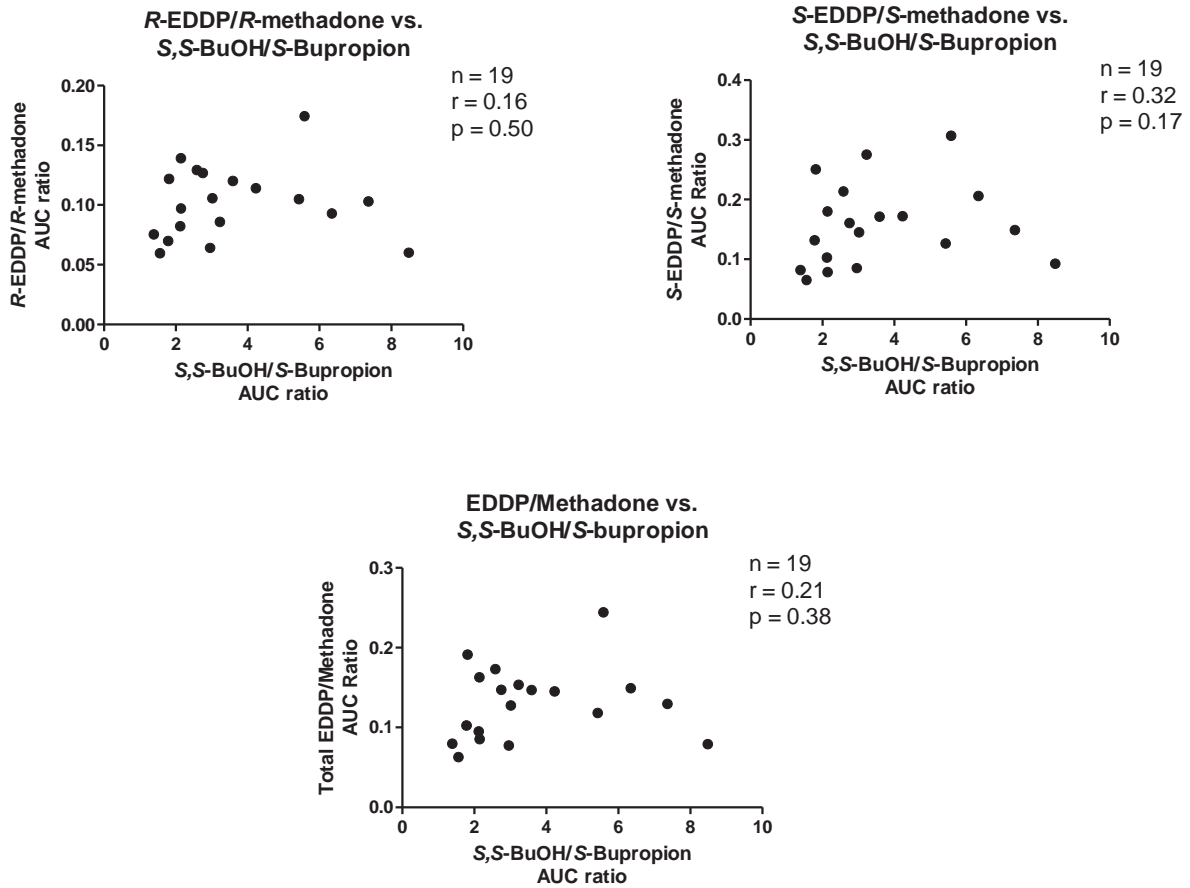 R-EDDP/R-methadone vs.
S,S-BuOH/S-Bupropion
n = 19
r = 0.16
p = 0.50
R-EDDP/R-methadone
AUC ratio
0.20
0.15
0.10
0.05
0.00
0 2 4 6 8 10
S,S-BuOH/S-Bupropion
AUC ratio
S-EDDP/S-methadone vs.
S,S-BuOH/S-Bupropion
n = 19
r = 0.32
p = 0.17
S-EDDP/S-methadone
AUC Ratio
0.4
0.3
0.2
0.1
0.0
0 2 4 6 8 10
S,S-BuOH/S-Bupropion
AUC ratio
EDDP/Methadone vs.
S,S-BuOH/S-bupropion
n = 19
r = 0.21
p = 0.38
Total EDDP/Methadone
AUC Ratio
0.3
0.2
0.1
0.0
0 2 4 6 8 10
S,S-BuOH/S-Bupropion
AUC ratio